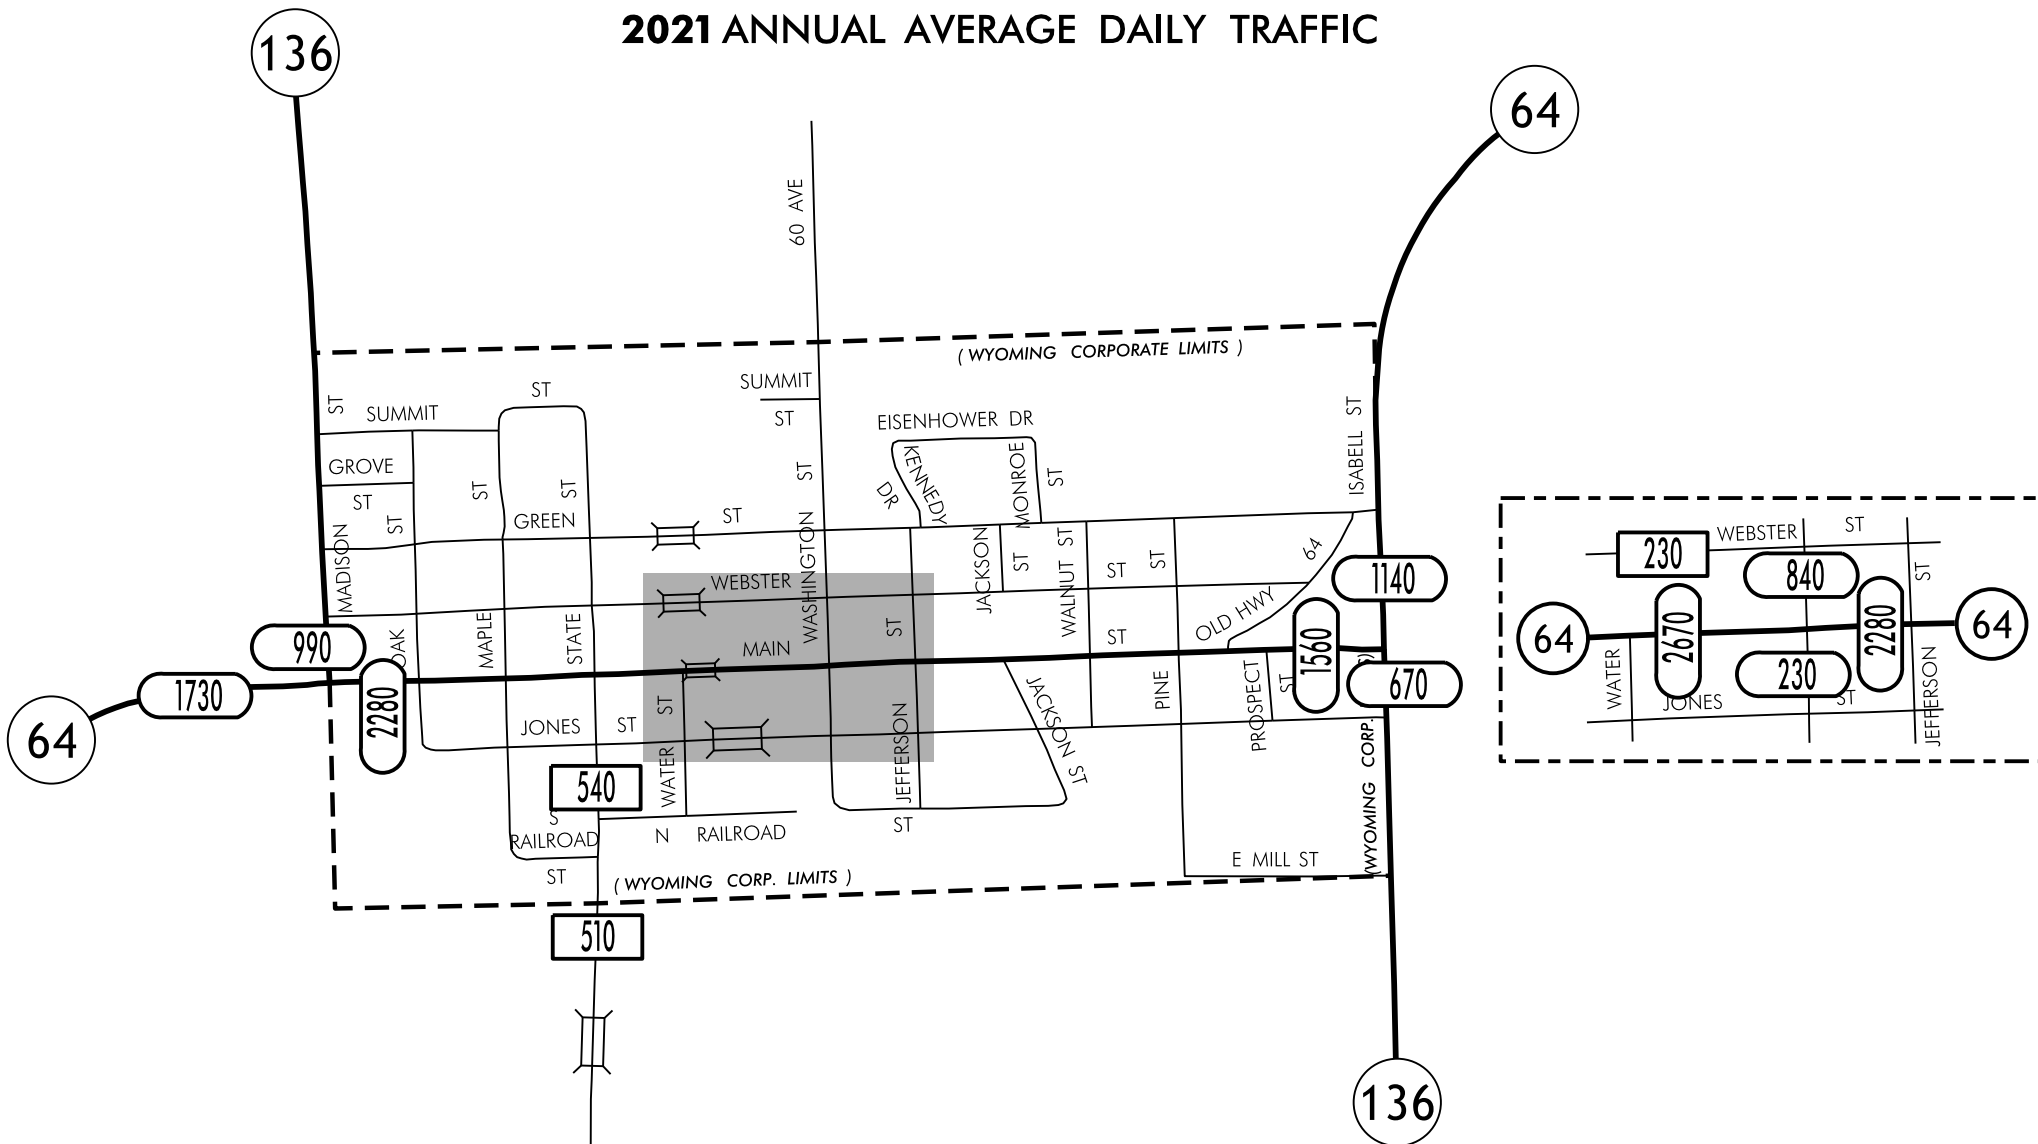 2021 ANNUAL AVERAGE DAILY TRAFFIC
136
64
60 AVE
( WYOMING CORPORATE LIMITS )
ST
SUMMIT
ST
SUMMIT
ST
EISENHOWER DR
KENNEDY
DR
MONROE
ST
ISABELL ST
GROVE
ST
ST
ST
ST
ST
GREEN
ST
MADISON
OAK
MAPLE
STATE
WEBSTER
WASHINGTON
ST
JACKSON
ST
WALNUT ST
ST
ST
64
OLD HWY
MAIN
ST
ST
990
1730
2280
64
1140
1560
670
JONES
ST
WATER
ST
JEFFERSON
JACKSON ST
PINE
PROSPECT
ST
540
S
RAILROAD
ST
N RAILROAD
ST
E MILL ST
(WYOMING CORP.
S)
( WYOMING CORP. LIMITS )
510
136
WEBSTER
ST
230
840
ST
64
2670
2280
64
WATER
230
JONES
ST
JEFFERSON